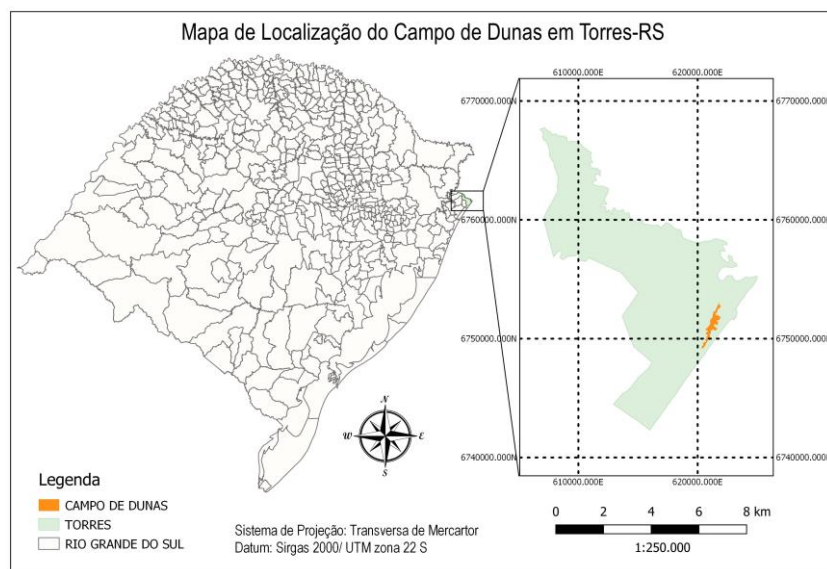 Mapa de Localização do Campo de Dunas em Torres-RS
610000.000E 620000.000E
6770000.000N 6770000.000N
6760000.000N 6760000.000N
6750000.000N 6750000.000N
6740000.000N 6740000.000N
610000.000E 620000.000E
N
W E
S
Legenda
CAMPO DE DUNAS
TORRES
RIO GRANDE DO SUL
Sistema de Projeção: Transversa de Mercartor
Datum: Sirgas 2000/ UTM zona 22 S
0 2 4 6 8 km
1:250.000